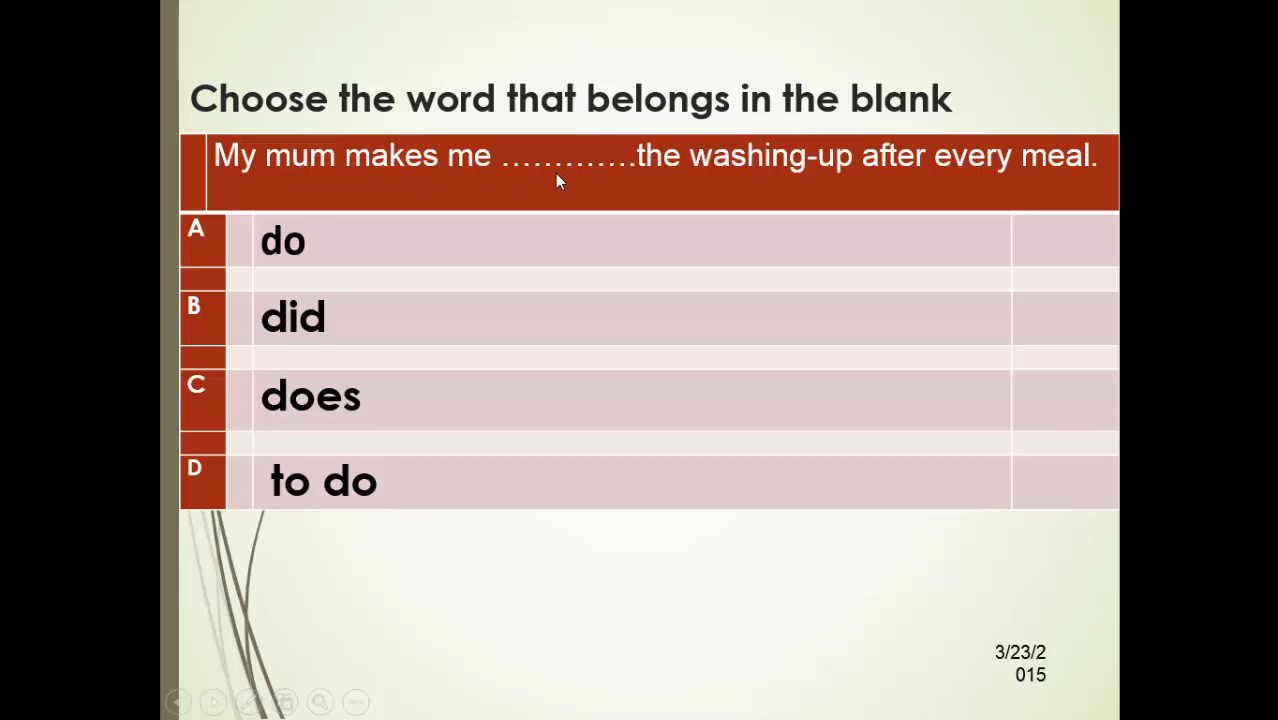 Choose the word that belongs in the blank
My mum makes me .............the washing-up after every meal.
A do
B did
C does
D to do
3/23/2
015